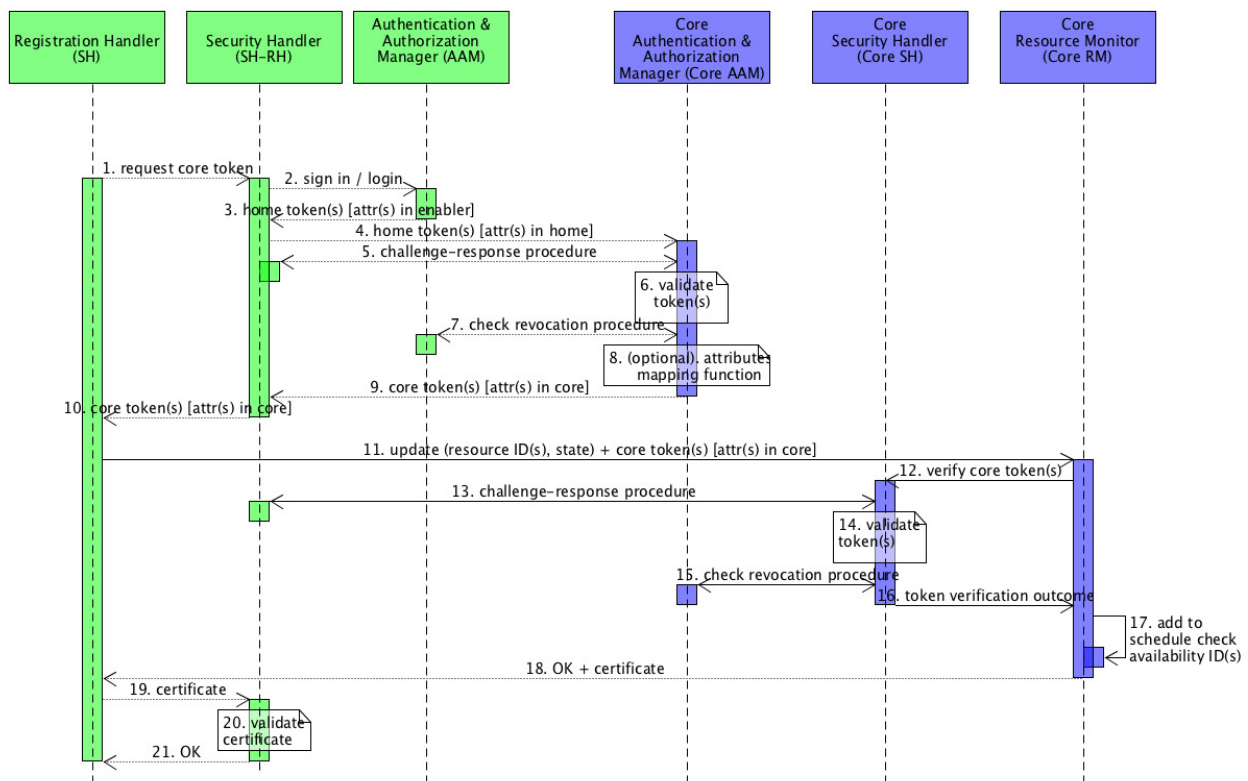 Registration Handler
(SH)
Security Handler
(SH-RH)
Authentication &
Authorization
Manager (AAM)
Core
Authentication &
Authorization
Manager (Core AAM)
Core
Security Handler
(Core SH)
Core
Resource Monitor
(Core RM)
1. request core token
2. sign in / login
3. home token(s) [attr(s) in enabler]
4. home token(s) [attr(s) in home]
5. challenge-response procedure
6. validate
token(s)
7. check revocation procedure
8. (optional). attributes
mapping function
9. core token(s) [attr(s) in core]
10. core token(s) [attr(s) in core]
11. update (resource ID(s), state) + core token(s) [attr(s) in core]
12. verify core token(s)
13. challenge-response procedure
14. validate
token(s)
15. check revocation procedure
16. token verification outcome
17. add to
schedule check
availability ID(s)
18. OK + certificate
19. certificate
20. validate
certificate
21. OK